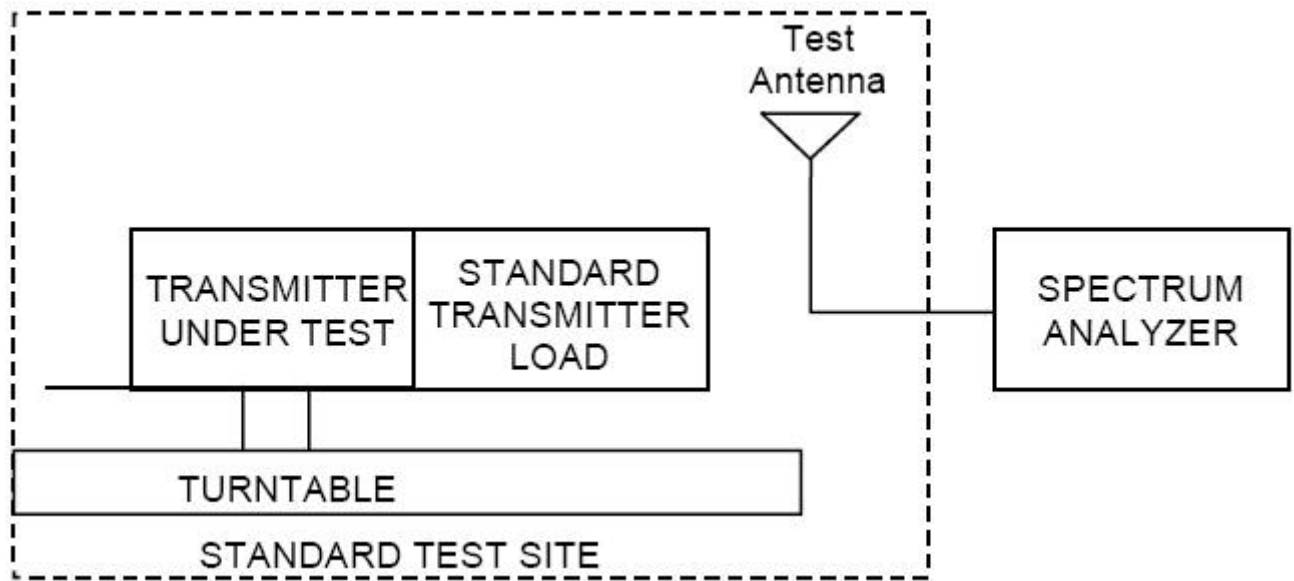 Test
Antenna
TRANSMITTER
UNDER TEST
STANDARD
TRANSMITTER
LOAD
SPECTRUM
ANALYZER
TURNTABLE
STANDARD TEST SITE